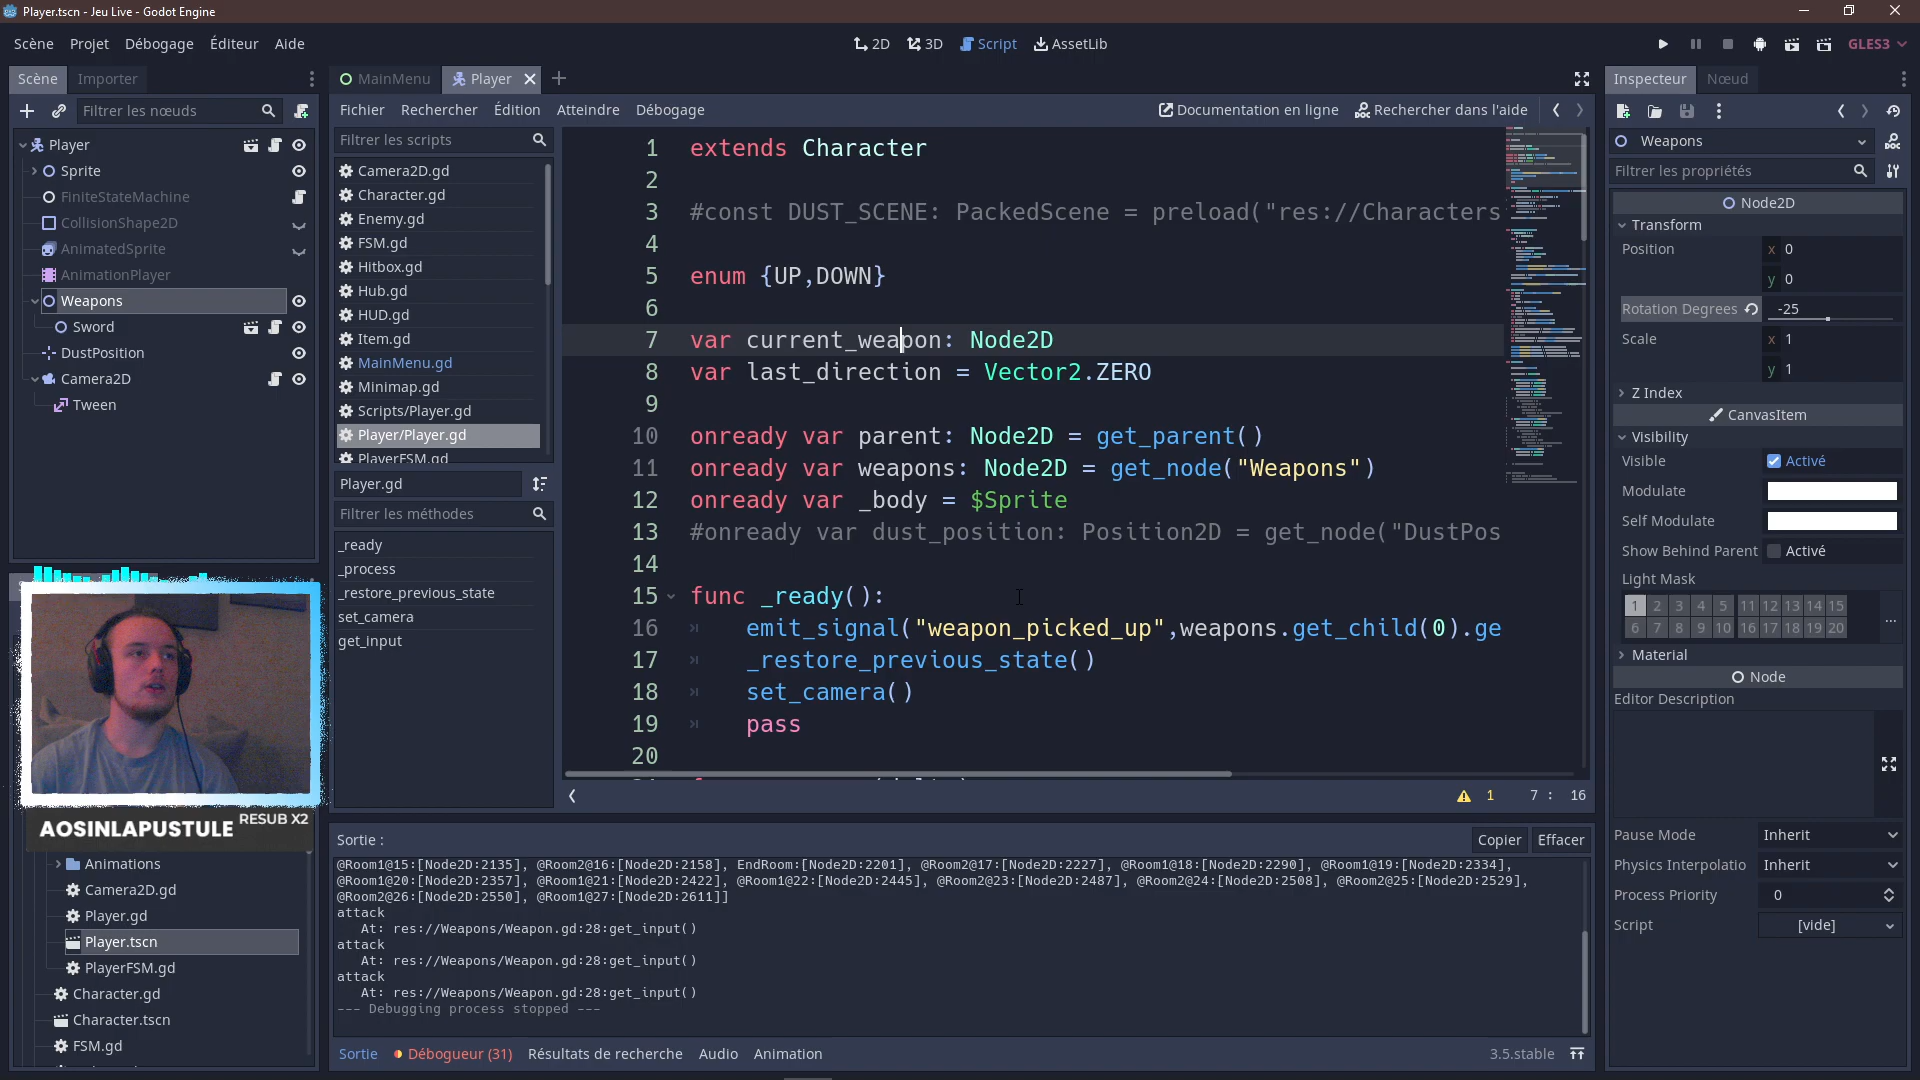 Player.tscn - Jeu Live - Godot Engine
Scène Projet Débogage Éditeur Aide
2D 3D Script AssetLib
GLES3
Scène Importer
Filtrer les nœuds
Player
Sprite
FiniteStateMachine
CollisionShape2D
AnimatedSprite
AnimationPlayer
Weapons
Sword
DustPosition
Camera2D
Tween
AOSINLAPUSTULE RESUB X2
Animations
Camera2D.gd
Player.gd
Player.tscn
PlayerFSM.gd
Character.gd
Character.tscn
FSM.gd
MainMenu Player
Fichier Rechercher Édition Atteindre Débogage
Documentation en ligne Rechercher dans l'aide
Filtrer les scripts
Camera2D.gd
Character.gd
Enemy.gd
FSM.gd
Hitbox.gd
Hub.gd
HUD.gd
Item.gd
MainMenu.gd
Minimap.gd
Scripts/Player.gd
Player/Player.gd
PlayerFSM.gd
Player.gd
Filtrer les méthodes
_ready
_process
_restore_previous_state
set_camera
get_input
1 extends Character
2
3 #const DUST_SCENE: PackedScene = preload("res://Characters
4
5 enum {UP,DOWN}
6
7 var current_weapon: Node2D
8 var last_direction = Vector2.ZERO
9
10 onready var parent: Node2D = get_parent()
11 onready var weapons: Node2D = get_node("Weapons")
12 onready var _body = $Sprite
13 #onready var dust_position: Position2D = get_node("DustPos
14
15 func _ready():
16 emit_signal("weapon_picked_up",weapons.get_child(0).ge
17 _restore_previous_state()
18 set_camera()
19 pass
20
1 7 : 16
Sortie :
Copier Effacer
@Room1@15:[Node2D:2135], @Room2@16:[Node2D:2158], EndRoom:[Node2D:2201], @Room2@17:[Node2D:2227], @Room1@18:[Node2D:2290], @Room1@19:[Node2D:2334],
@Room1@20:[Node2D:2357], @Room1@21:[Node2D:2422], @Room1@22:[Node2D:2445], @Room2@23:[Node2D:2487], @Room2@24:[Node2D:2508], @Room2@25:[Node2D:2529],
@Room2@26:[Node2D:2550], @Room1@27:[Node2D:2611]]
attack
At: res://Weapons/Weapon.gd:28:get_input()
attack
At: res://Weapons/Weapon.gd:28:get_input()
attack
At: res://Weapons/Weapon.gd:28:get_input()
--- Debugging process stopped ---
Sortie Débogueur (31) Résultats de recherche Audio Animation
3.5.stable
Inspecteur Nœud
Weapons
Filtrer les propriétés
Node2D
Transform
Position x 0
y 0
Rotation Degrees -25
Scale x 1
y 1
Z Index
CanvasItem
Visibility
Visible Activé
Modulate
Self Modulate
Show Behind Parent Activé
Light Mask
1 2 3 4 5 11 12 13 14 15
6 7 8 9 10 16 17 18 19 20
...
Material
Node
Editor Description
Pause Mode Inherit
Physics Interpolatio Inherit
Process Priority 0
Script [vide]